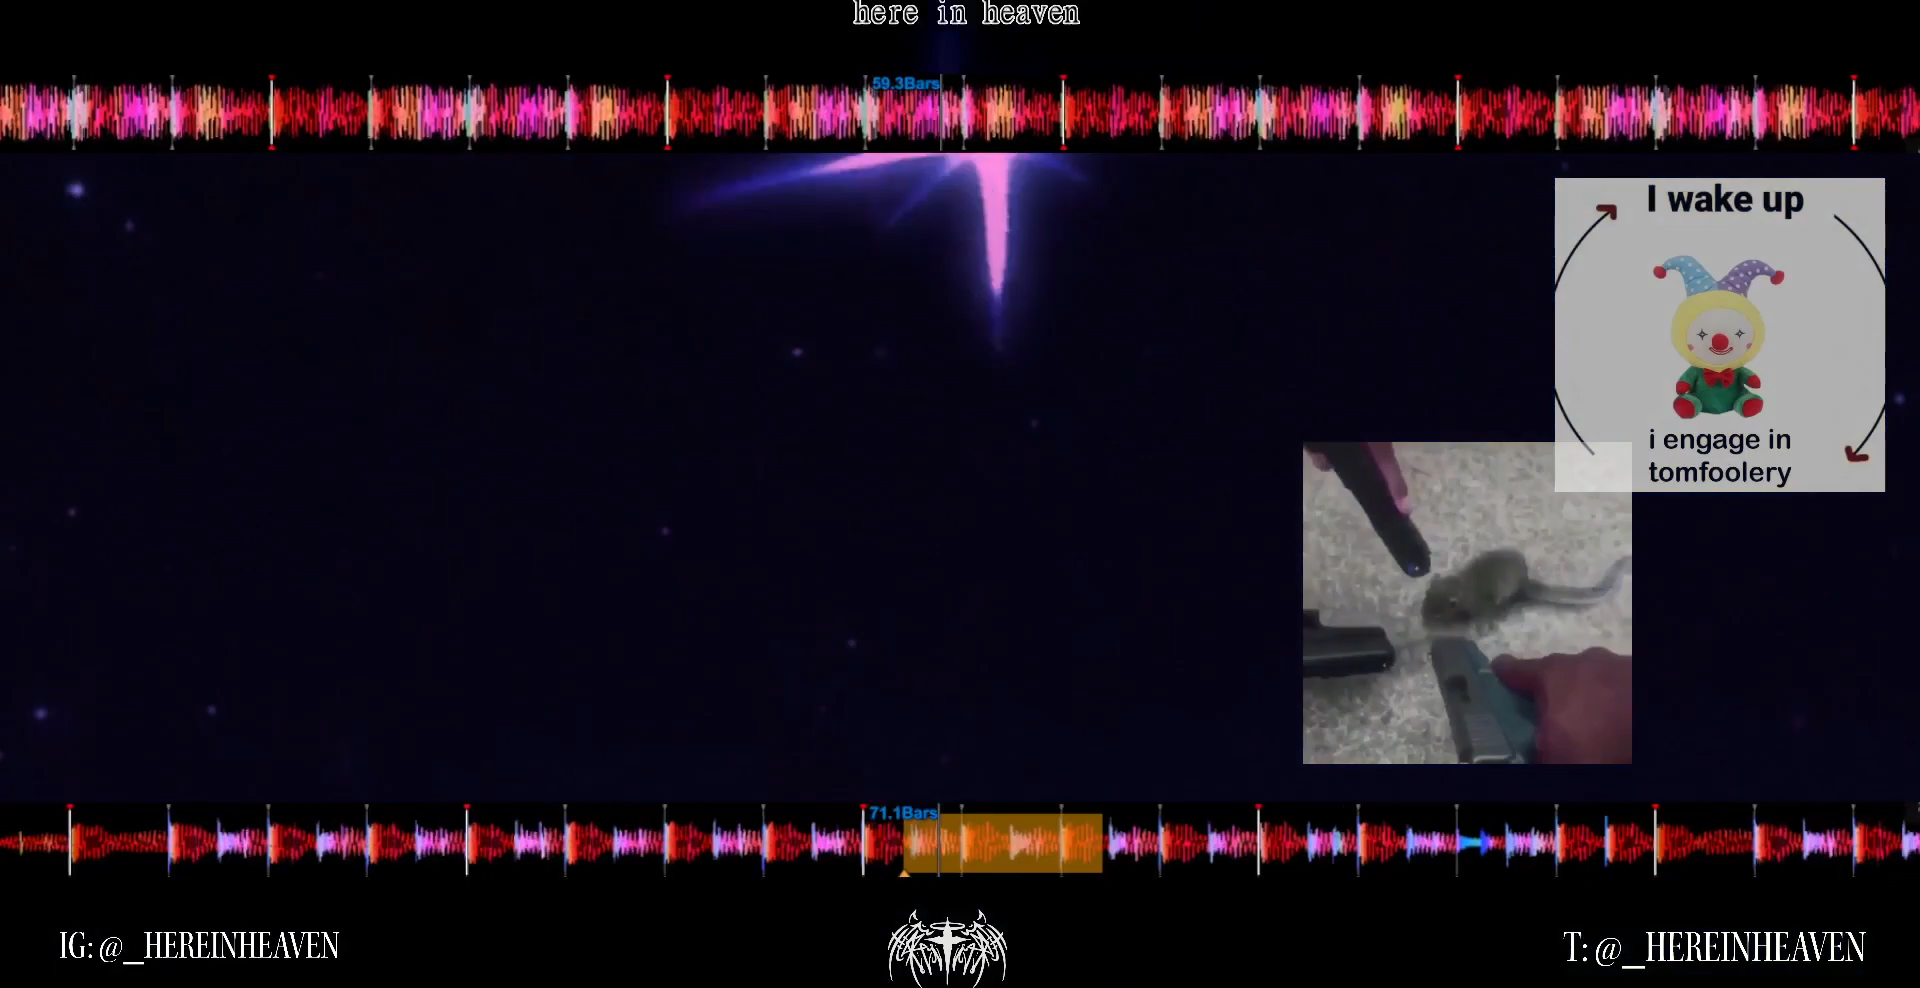 here in heaven
59.3Bars
I wake up
i engage in
tomfoolery
71.1Bars
IG: @_HEREINHEAVEN
T: @_HEREINHEAVEN